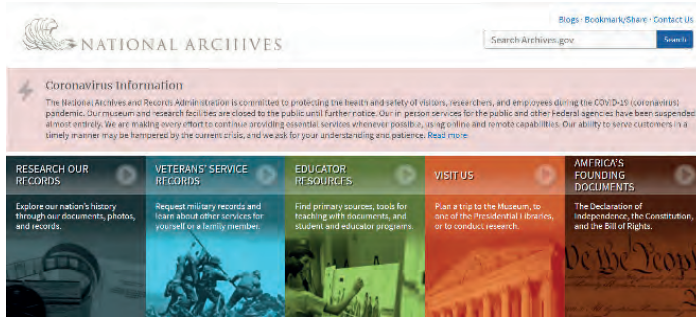 Blogs · Bookmark/Share · Contact Us
NATIONAL ARCHIVES
Search Archives.gov
Search
Coronavirus Information
The National Archives and Records Administration is committed to protecting the health and safety of visitors, researchers, and employees during the COVID-19 (coronavirus)
pandemic. Our museum and research facilities are closed to the public until further notice. Our in person services for the public and other Federal agencies have been suspended
almost entirely. We are making every effort to continue providing essential services whenever possible, using online and remote capabilities. Our ability to serve customers in a
timely manner may be hampered by the current crisis, and we ask for your understanding and patience. Read more
RESEARCH OUR
RECORDS
Explore our nation's history
through our documents, photos,
and records.
VETERANS' SERVICE
RECORDS
Request military records and
learn about other services for
yourself or a family member.
EDUCATOR
RESOURCES
Find primary sources, tools for
teaching with documents, and
student and educator programs.
VISIT US
Plan a trip to the Museum, to
one of the Presidential Libraries,
or to conduct research.
AMERICA'S
FOUNDING
DOCUMENTS
The Declaration of
Independence, the Constitution,
and the Bill of Rights.
We the Peopl